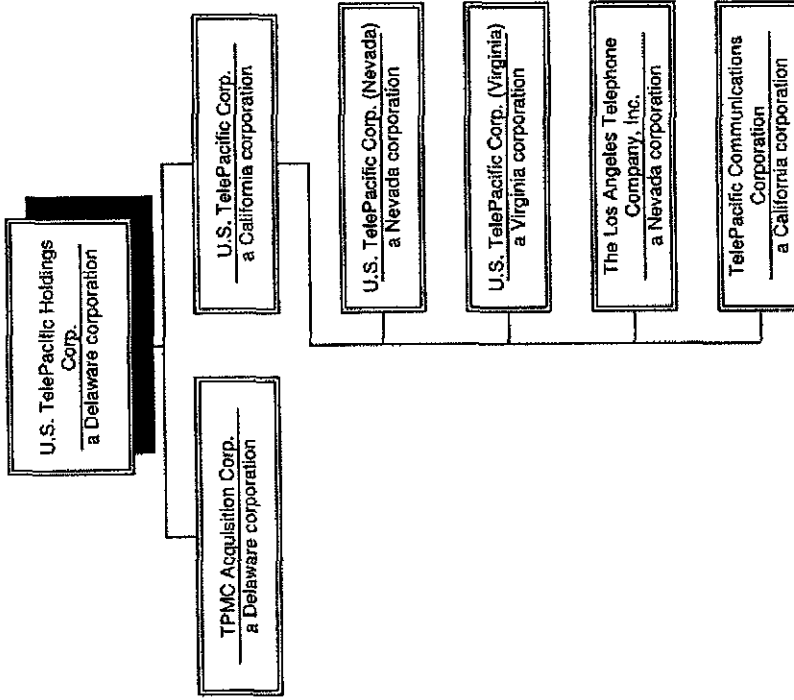 U.S. TelePacific Holdings
Corp.
a Delaware corporation
TPMC Acquisition Corp.
a Delaware corporation
U.S. TelePacific Corp.
a California corporation
U.S. TelePacific Corp. (Nevada)
a Nevada corporation
U.S. TelePacific Corp. (Virginia)
a Virginia corporation
The Los Angeles Telephone
Company, Inc.
a Nevada corporation
TelePacific Communications
Corporation
a California corporation